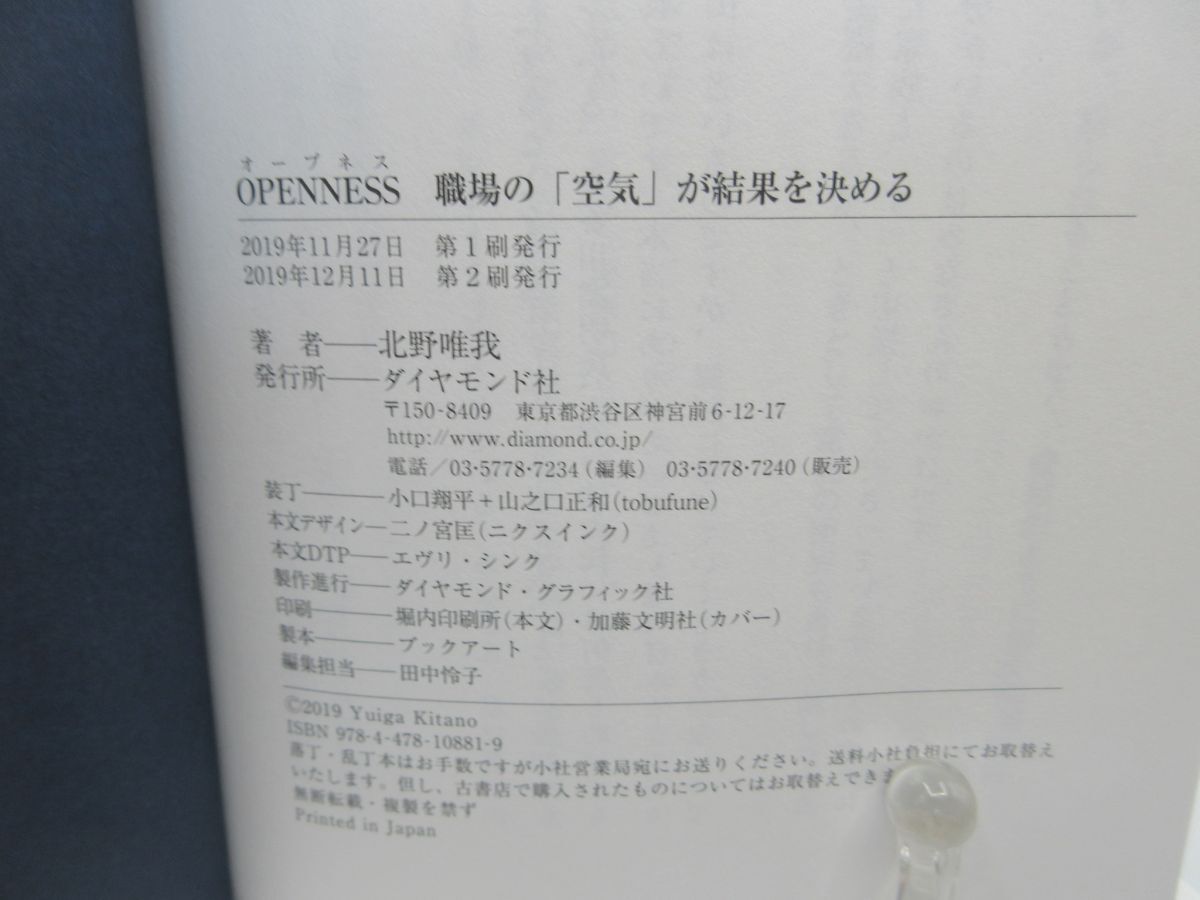 オープネス
OPENNESS 職場の「空気」が結果を決める
2019年11月27日 第1刷発行
2019年12月11日 第2刷発行
著 者――北野唯我
発行所――ダイヤモンド社
〒150-8409 東京都渋谷区神宮前6-12-17
http://www.diamond.co.jp/
電話／03・5778・7234（編集） 03・5778・7240（販売）
装丁――――小口翔平＋山之口正和（tobufune）
本文デザイン―二ノ宮匡（ニクスインク）
本文DTP――エヴリ・シンク
製作進行――ダイヤモンド・グラフィック社
印刷――――堀内印刷所（本文）・加藤文明社（カバー）
製本――――ブックアート
編集担当――田中怜子
©2019 Yuiga Kitano
ISBN 978-4-478-10881-9
落丁・乱丁本はお手数ですが小社営業局宛にお送りください。送料小社負担にてお取替え
いたします。但し、古書店で購入されたものについてはお取替えできま
無断転載・複製を禁ず
Printed in Japan